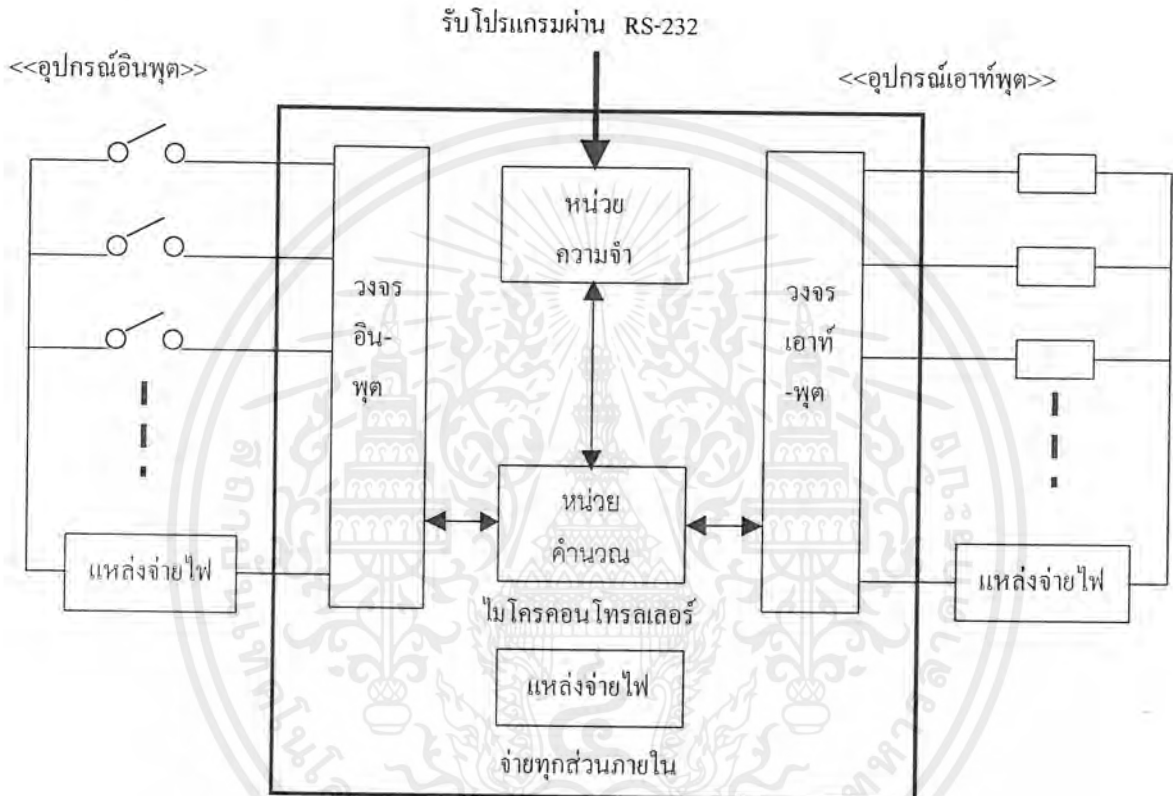 รับโปรแกรมผ่าน RS-232
<<อุปกรณ์อินพุต>>
<<อุปกรณ์เอาท์พุต>>
หน่วย
ความจำ
วงจร
อิน-
พุต
วงจร
เอาท์
-พุต
หน่วย
คำนวณ
แหล่งจ่ายไฟ
แหล่งจ่ายไฟ
ไมโครคอนโทรลเลอร์
แหล่งจ่ายไฟ
จ่ายทุกส่วนภายใน